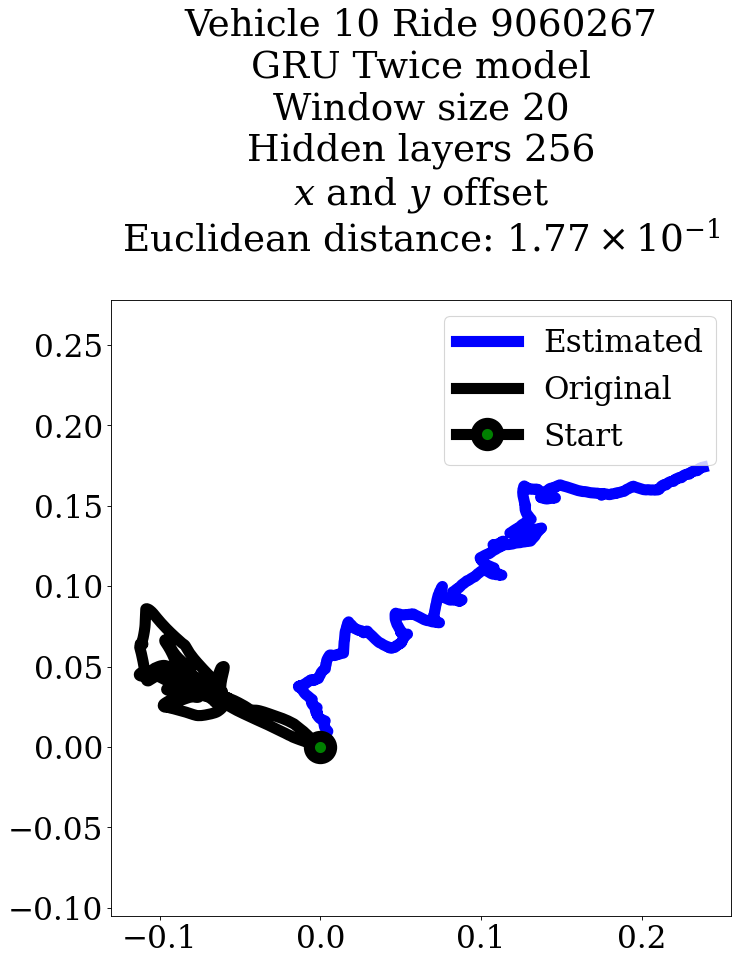 Vehicle 10 Ride 9060267
GRU Twice model
Window size 20
Hidden layers 256
x and y offset
Euclidean distance: 1.77 × 10⁻¹
Estimated
Original
Start
0.25
0.20
0.15
0.10
0.05
0.00
−0.05
−0.10
−0.1 0.0 0.1 0.2